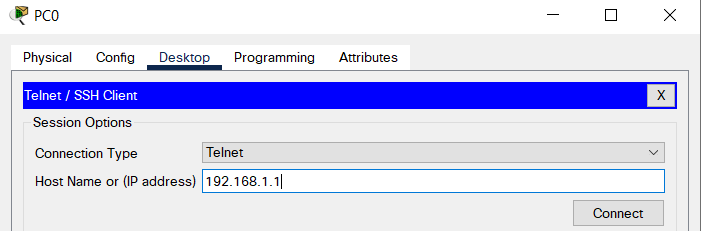 PC0
Physical Config Desktop Programming Attributes
Telnet / SSH Client X
Session Options
Connection Type Telnet
Host Name or (IP address) 192.168.1.1
Connect